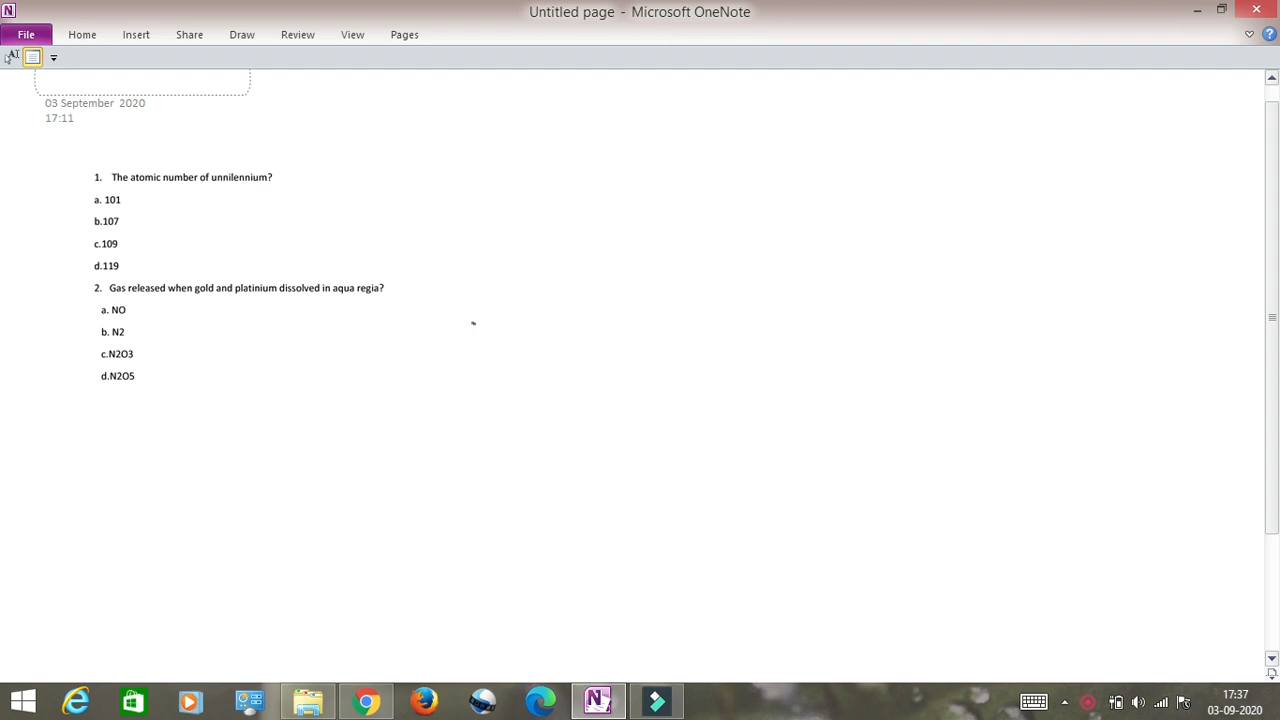 Untitled page - Microsoft OneNote
File Home Insert Share Draw Review View Pages
03 September 2020
17:11
1. The atomic number of unnilennium?
a. 101
b.107
c.109
d.119
2. Gas released when gold and platinium dissolved in aqua regia?
a. NO
b. N2
c.N2O3
d.N2O5
17:37
03-09-2020